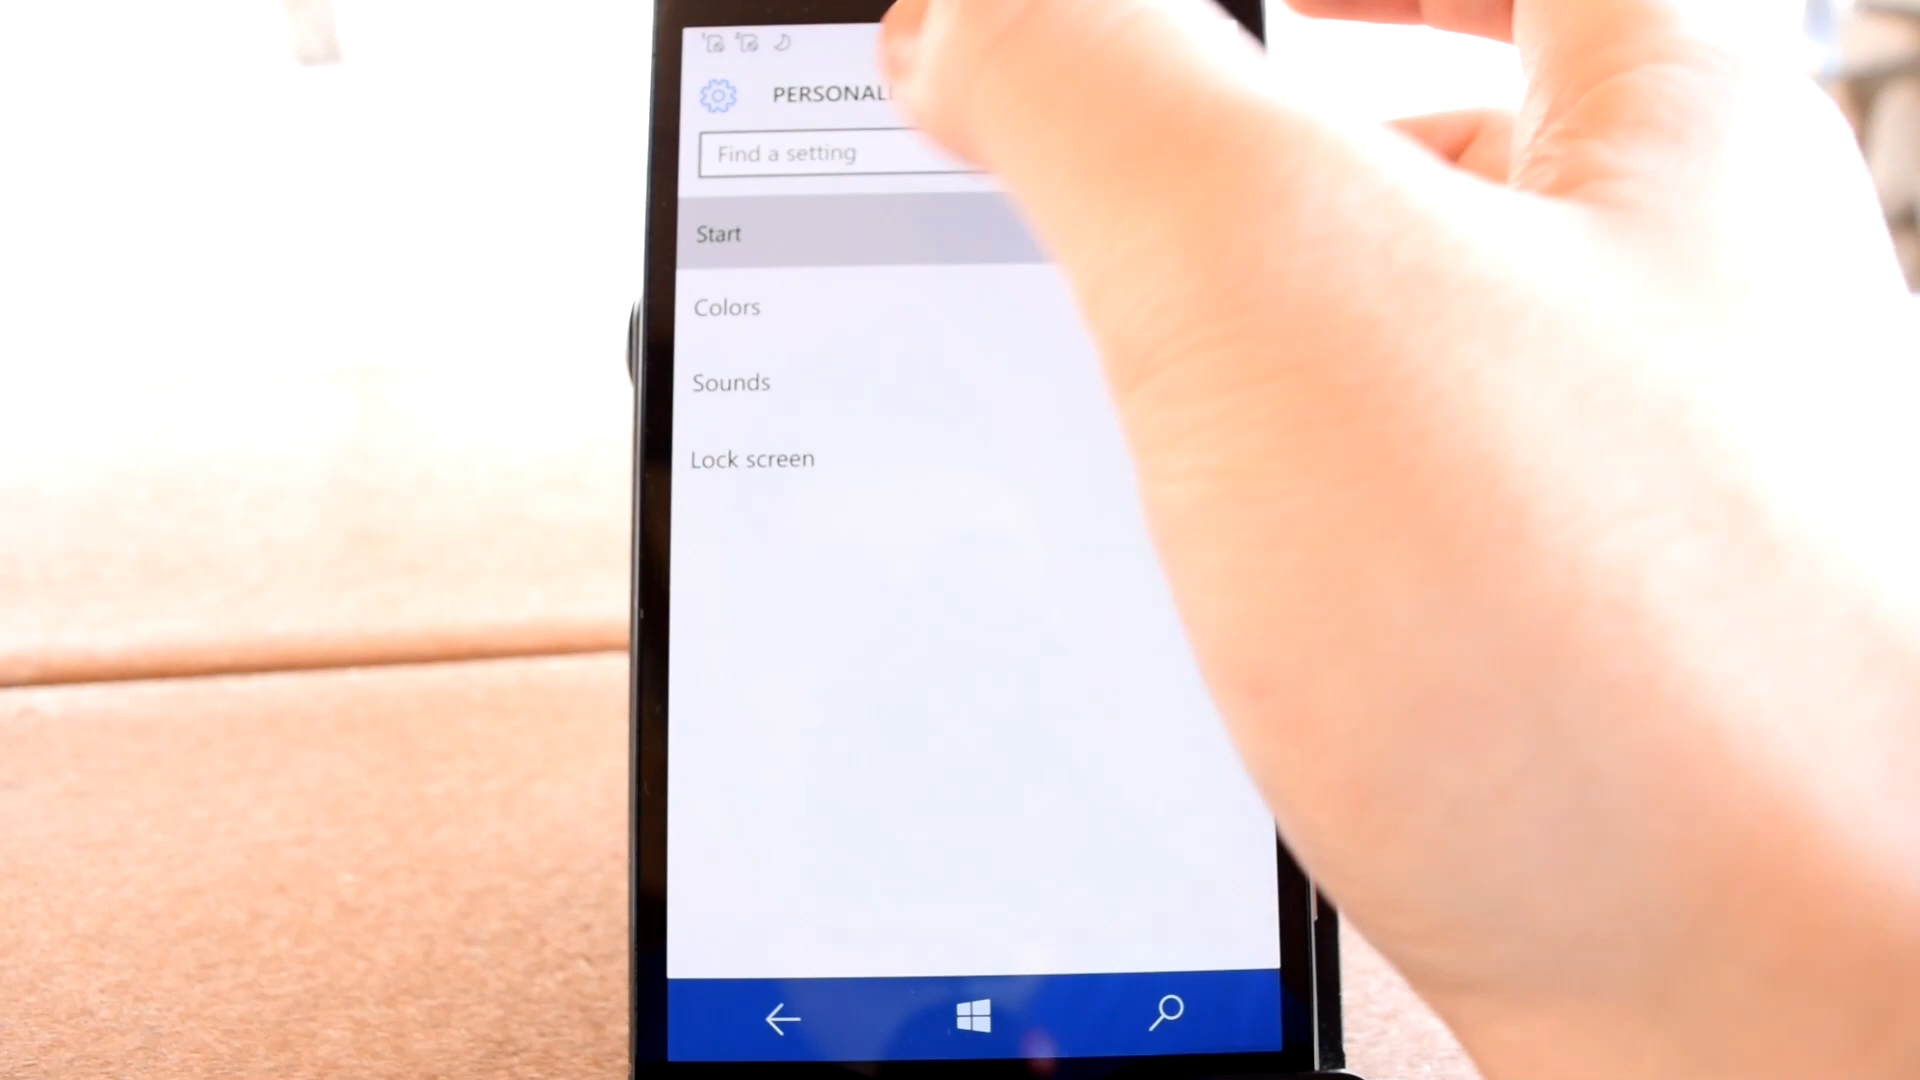 PERSONAL
Find a setting
Start
Colors
Sounds
Lock screen